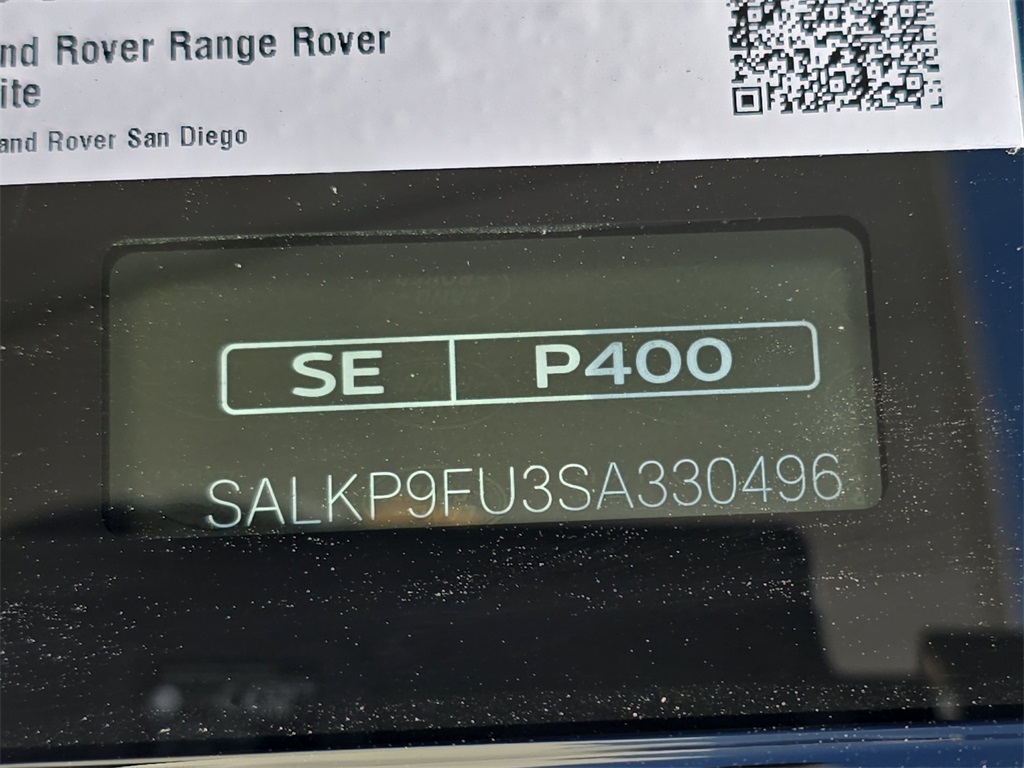 nd Rover Range Rover
ite
and Rover San Diego
SE P400
SALKP9FU3SA330496